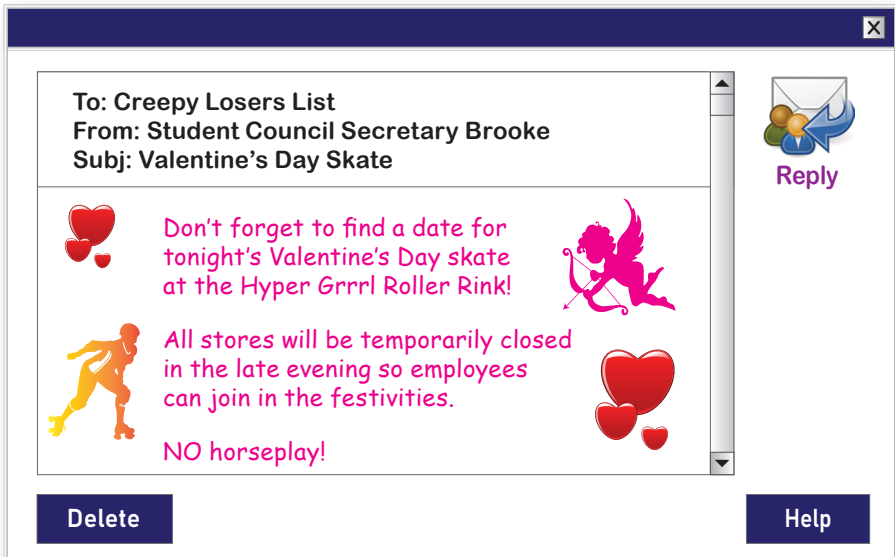 X
To: Creepy Losers List
From: Student Council Secretary Brooke
Subj: Valentine's Day Skate
Reply
Don't forget to find a date for
tonight's Valentine's Day skate
at the Hyper Grrrl Roller Rink!
All stores will be temporarily closed
in the late evening so employees
can join in the festivities.
NO horseplay!
Delete
Help